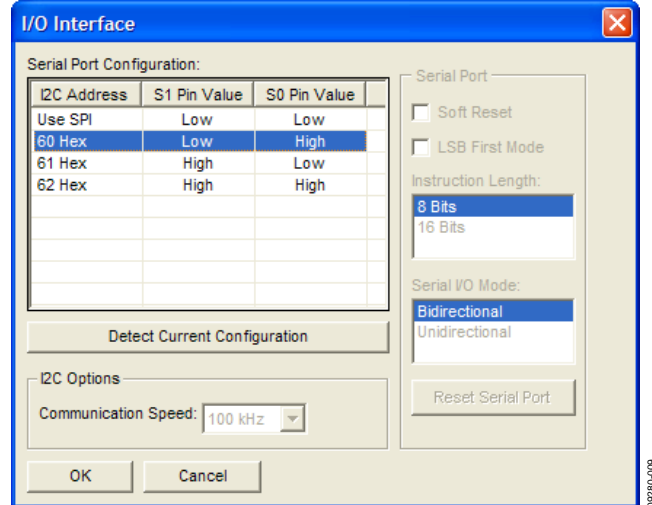 I/O Interface
Serial Port Configuration:
I2C Address S1 Pin Value S0 Pin Value
Use SPI Low Low
60 Hex Low High
61 Hex High Low
62 Hex High High
Detect Current Configuration
I2C Options
Communication Speed: 100 kHz
OK Cancel
Serial Port
Soft Reset
LSB First Mode
Instruction Length:
8 Bits
16 Bits
Serial I/O Mode:
Bidirectional
Unidirectional
Reset Serial Port
09280-009